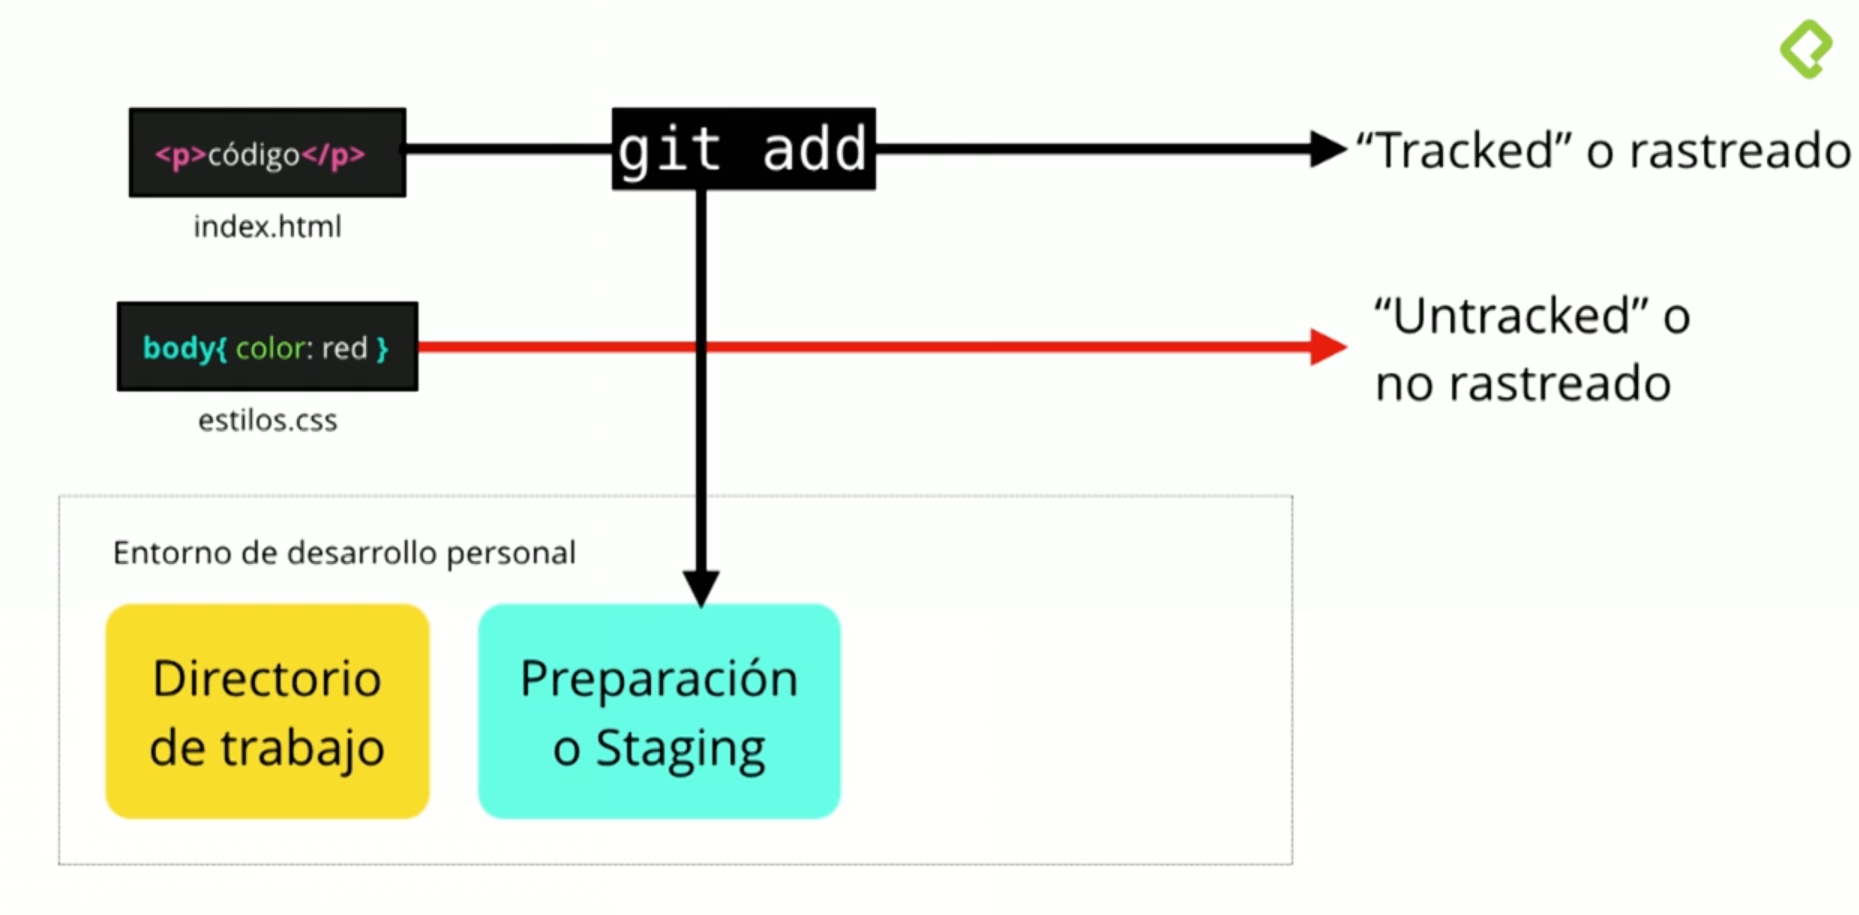 <p>código</p>
git add
“Tracked” o rastreado
index.html
body{ color: red }
“Untracked” o
no rastreado
estilos.css
Entorno de desarrollo personal
Directorio
de trabajo
Preparación
o Staging